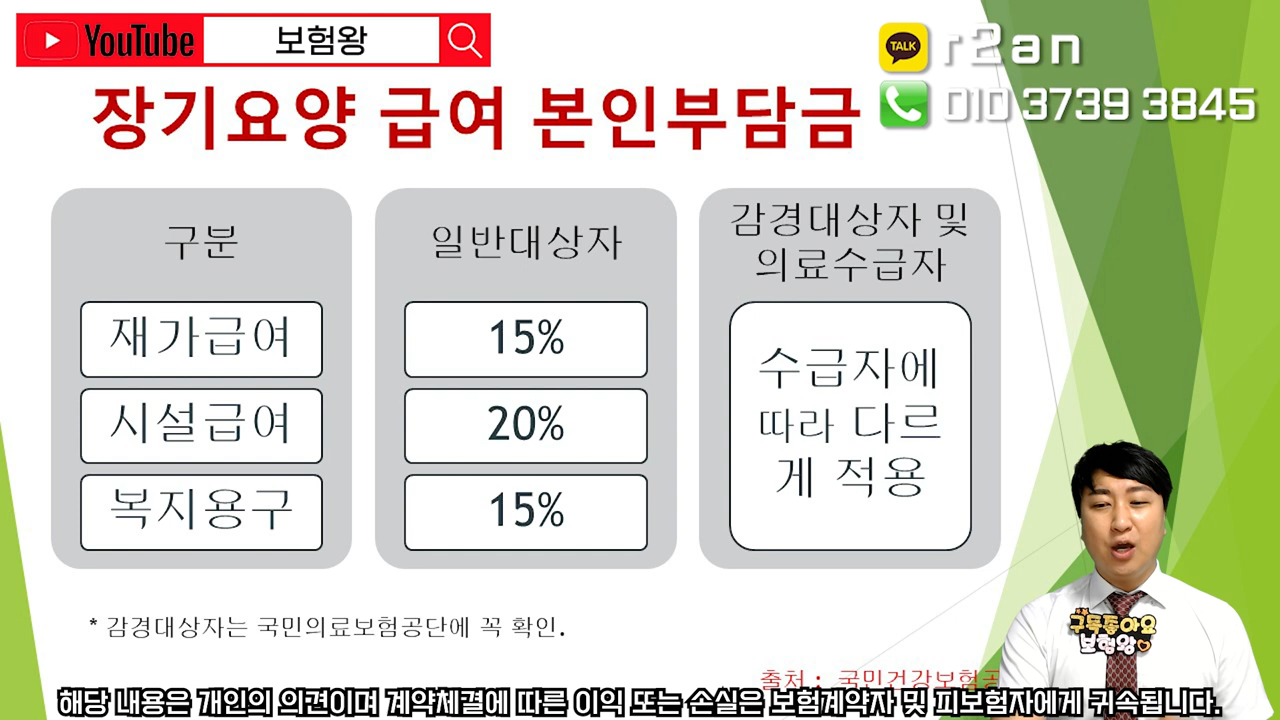 YouTube 보험왕
TALK r2an
010 3739 3845
장기요양 급여 본인부담금
구분
재가급여
시설급여
복지용구
일반대상자
15%
20%
15%
감경대상자 및
의료수급자
수급자에
따라 다르
게 적용
* 감경대상자는 국민의료보험공단에 꼭 확인.
구독좋아요
보험왕
출처 : 국민건강보험공
해당 내용은 개인의 의견이며 계약체결에 따른 이익 또는 손실은 보험계약자 및 피보험자에게 귀속됩니다.